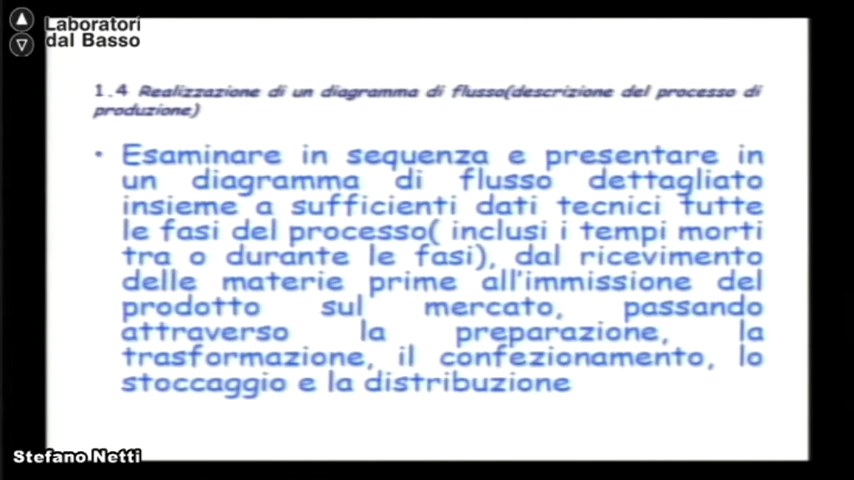 Laboratori
dal Basso
1.4 Realizzazione di un diagramma di flusso(descrizione del processo di
produzione)
• Esaminare in sequenza e presentare in
un diagramma di flusso dettagliato
insieme a sufficienti dati tecnici tutte
le fasi del processo( inclusi i tempi morti
tra o durante le fasi), dal ricevimento
delle materie prime all'immissione del
prodotto sul mercato, passando
attraverso la preparazione, la
trasformazione, il confezionamento, lo
stoccaggio e la distribuzione
Stefano Netti